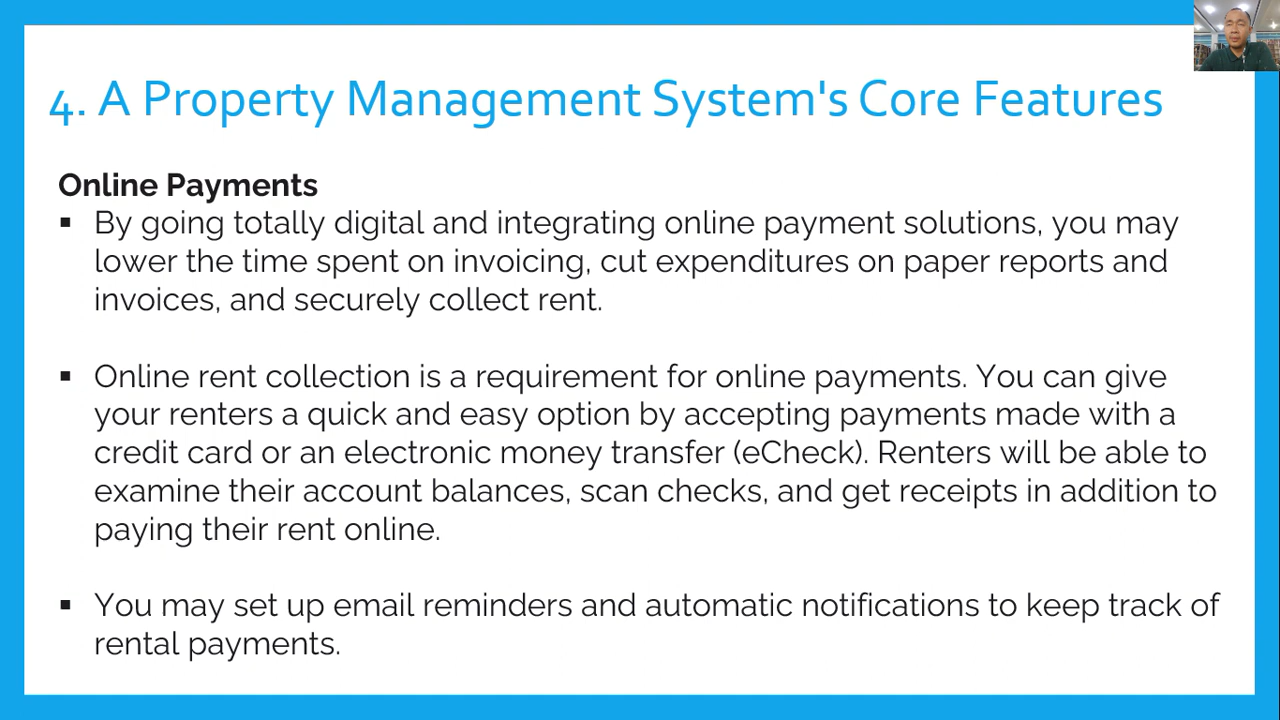 4. A Property Management System's Core Features
Online Payments
▪ By going totally digital and integrating online payment solutions, you may
lower the time spent on invoicing, cut expenditures on paper reports and
invoices, and securely collect rent.
▪ Online rent collection is a requirement for online payments. You can give
your renters a quick and easy option by accepting payments made with a
credit card or an electronic money transfer (eCheck). Renters will be able to
examine their account balances, scan checks, and get receipts in addition to
paying their rent online.
▪ You may set up email reminders and automatic notifications to keep track of
rental payments.